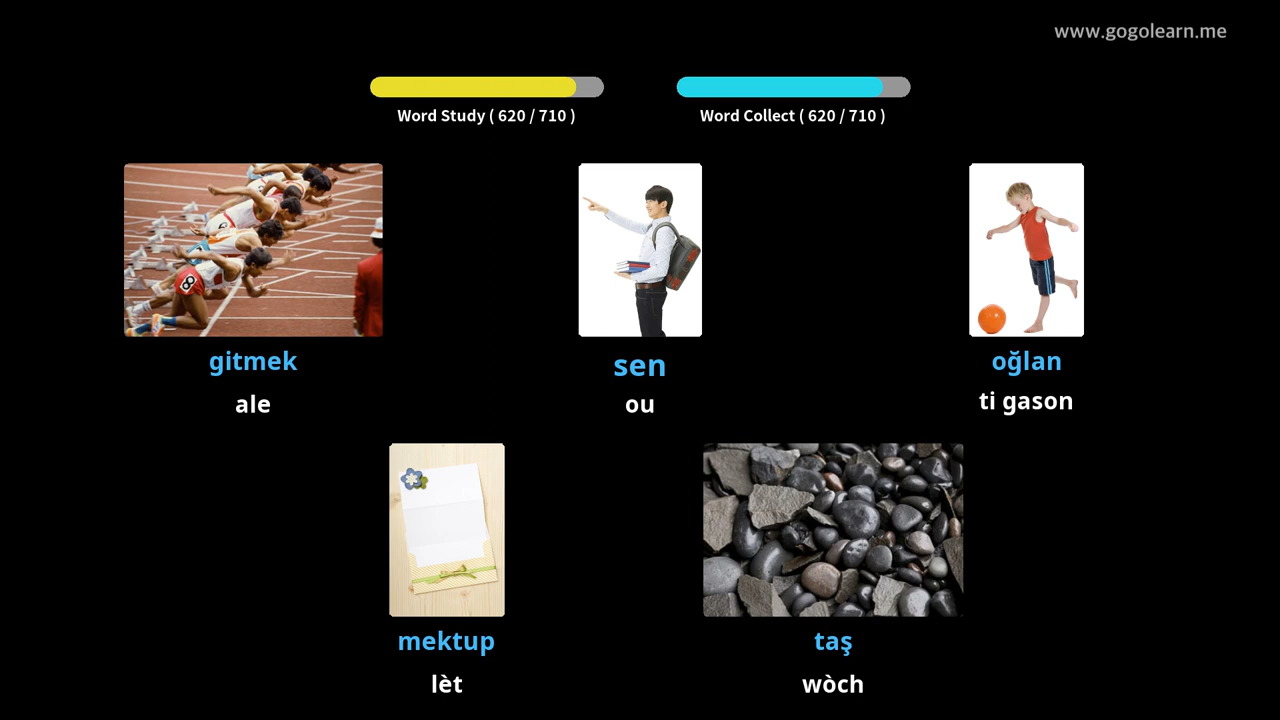 www.gogolearn.me
Word Study ( 620 / 710 )
Word Collect ( 620 / 710 )
gitmek
ale
sen
ou
oğlan
ti gason
mektup
lèt
taş
wòch